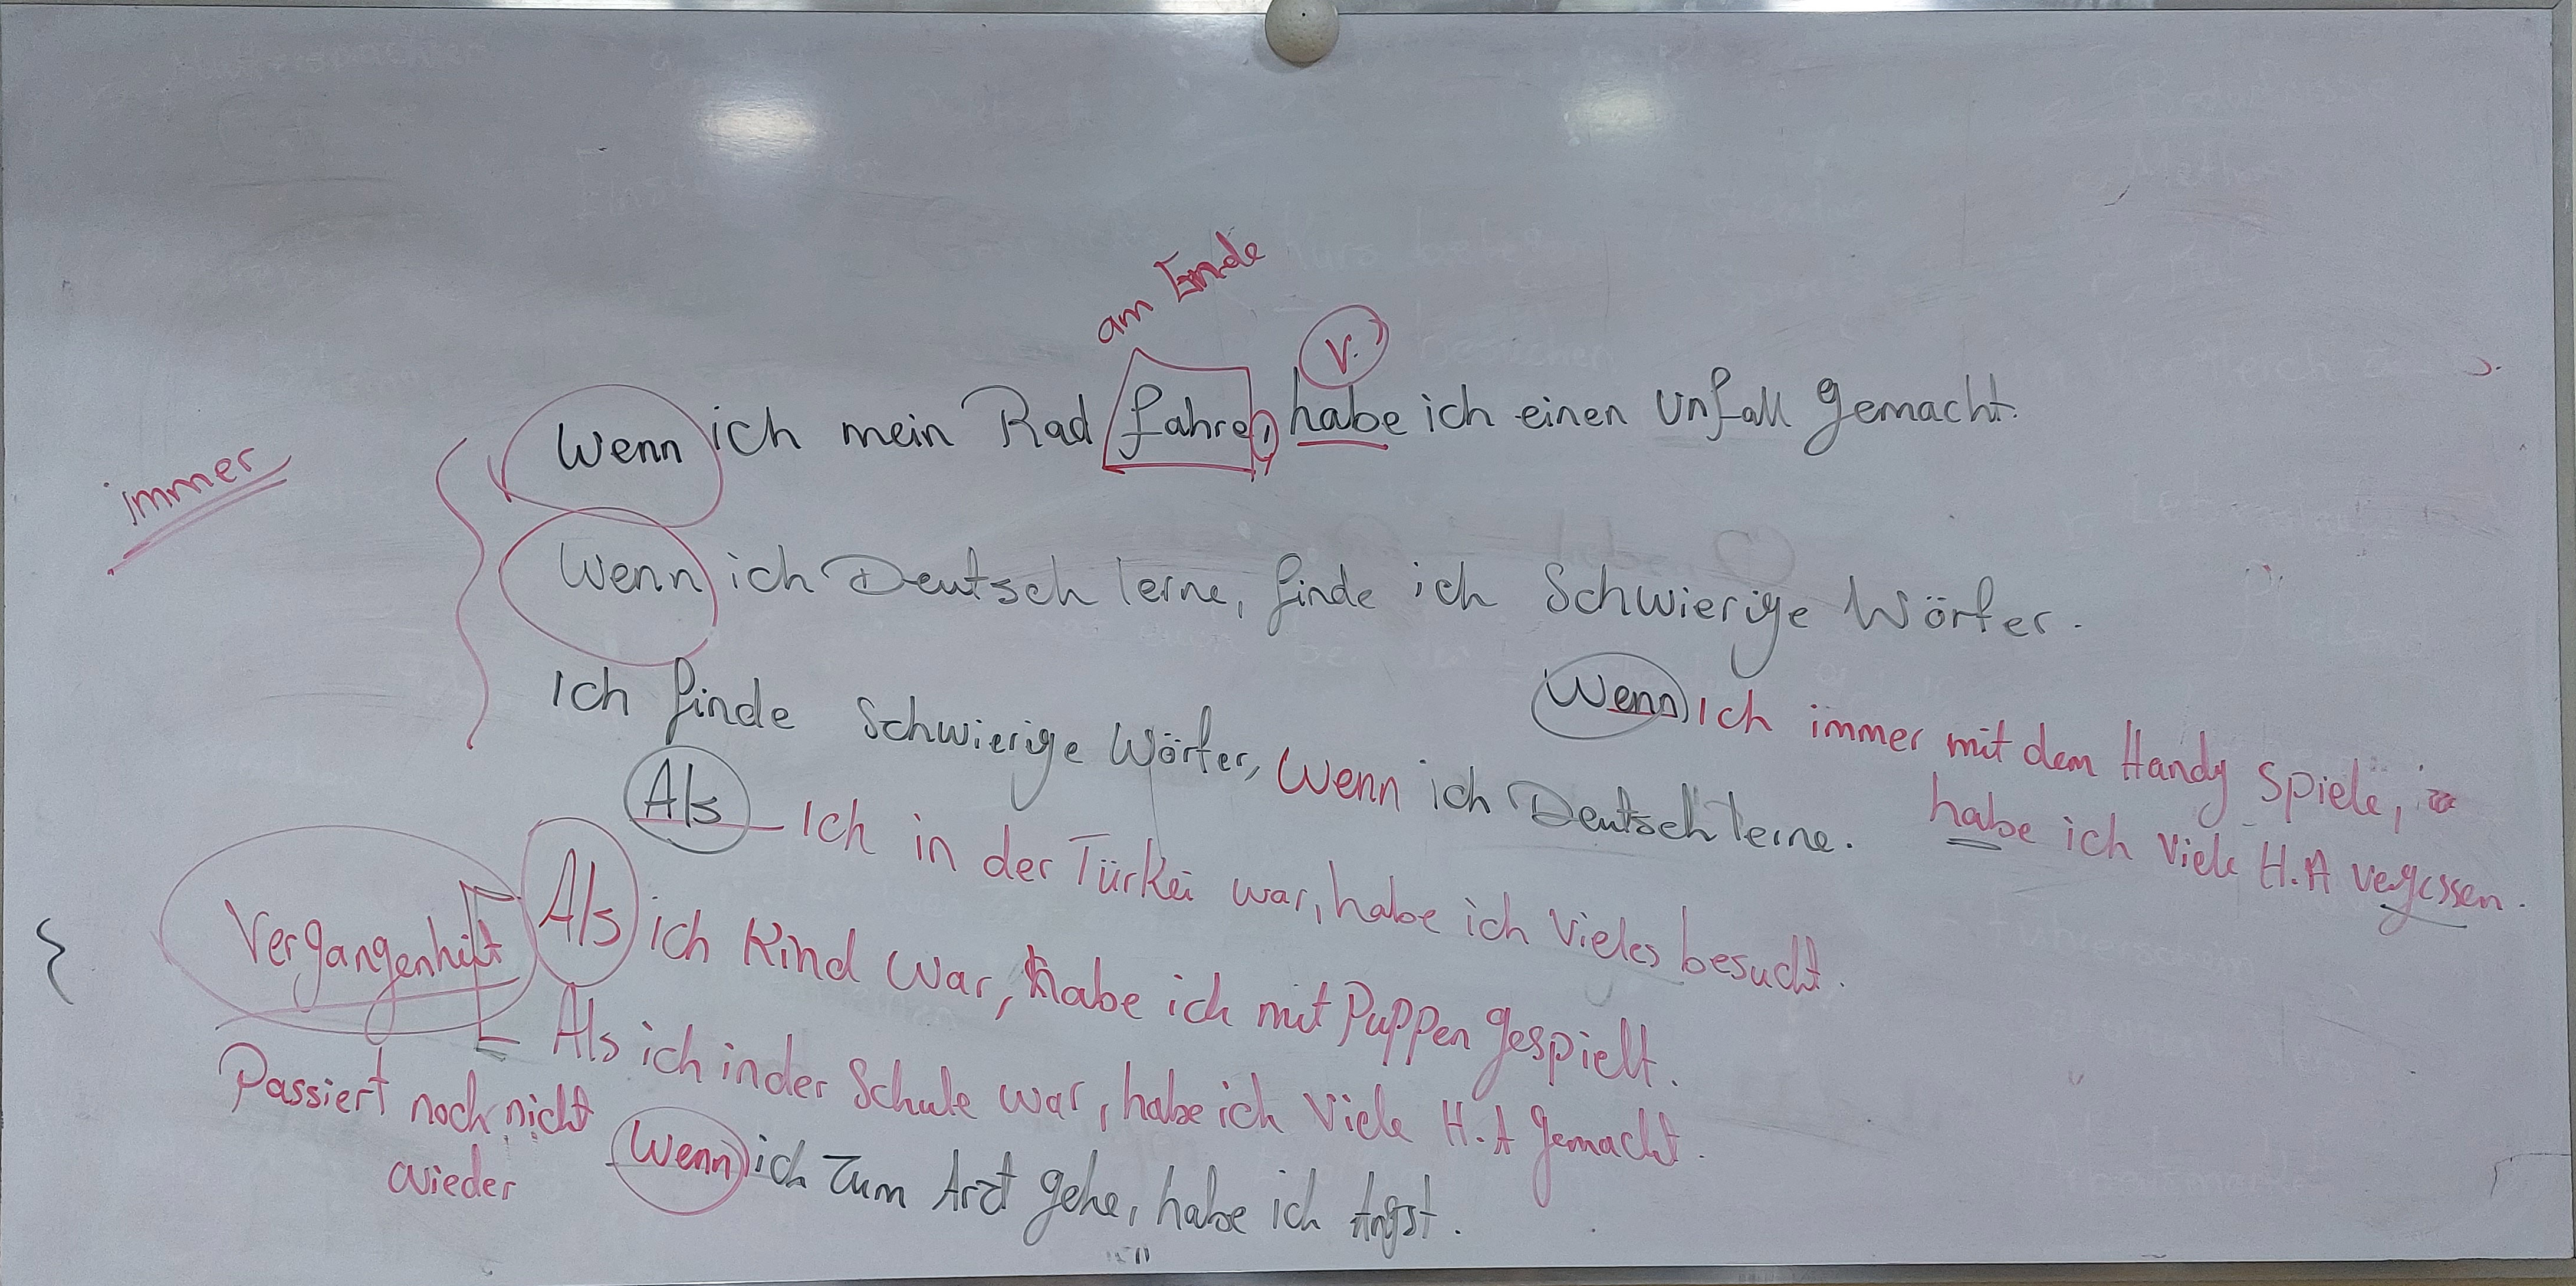 am Ende
V.
Wenn ich mein Rad fahre, habe ich einen Unfall gemacht.
immer
Wenn ich Deutsch lerne, finde ich Schwierige Wörter.
Ich finde Schwierige Wörter, Wenn ich Deutsch lerne.
Wenn Ich immer mit dem Handy Spiele,
habe ich viele H.A vergessen.
Als Ich in der Türkei war, habe ich Vieles besucht.
Vergangenheit
Als ich Kind war, habe ich mit Puppen gespielt.
Als ich in der Schule war, habe ich Viele H.A gemacht.
Passiert noch nicht
wieder
Wenn ich Zum Arzt gehe, habe ich Angst.